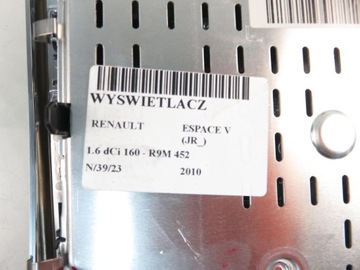 WYSWIETLACZ
RENAULT ESPACE V
(JR_)
1.6 dCi 160 - R9M 452
N/39/23 2010